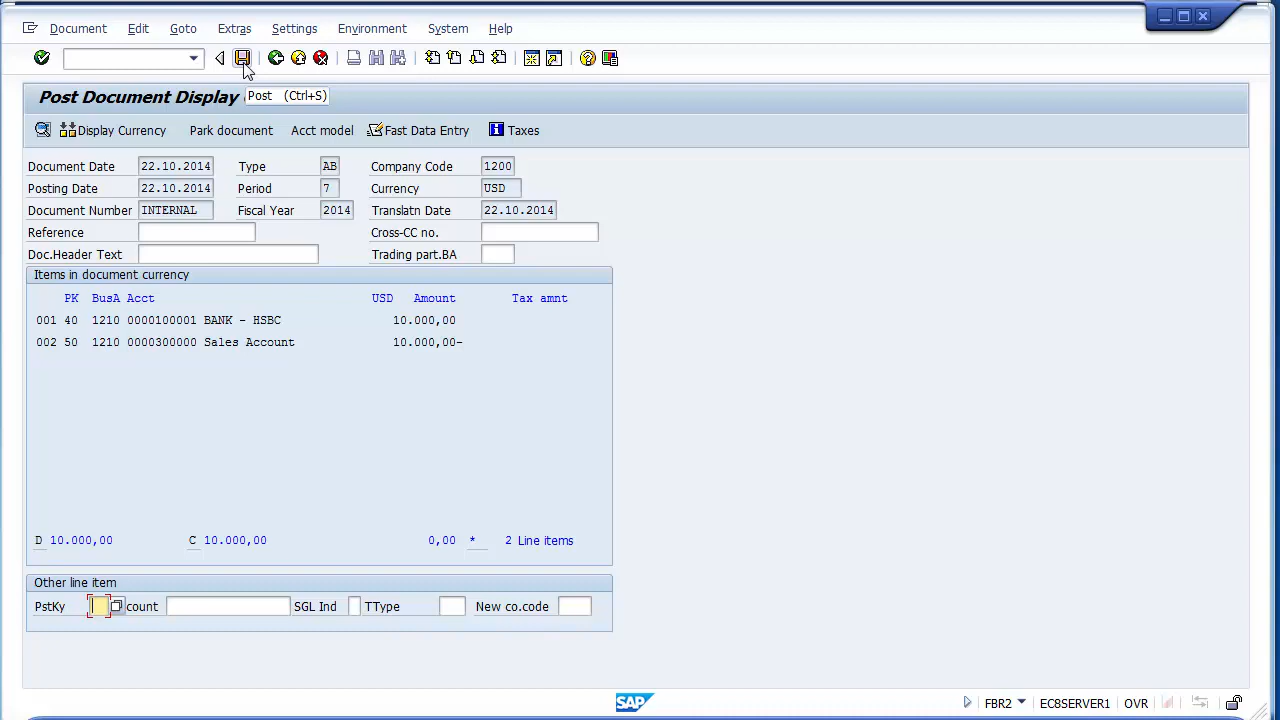 Document Edit Goto Extras Settings Environment System Help
Post Document Display
Post (Ctrl+S)
Display Currency Park document Acct model Fast Data Entry Taxes
Document Date 22.10.2014 Type AB Company Code 1200
Posting Date 22.10.2014 Period 7 Currency USD
Document Number INTERNAL Fiscal Year 2014 Translatn Date 22.10.2014
Reference Cross-CC no.
Doc.Header Text Trading part.BA
Items in document currency
PK BusA Acct USD Amount Tax amnt
001 40 1210 0000100001 BANK - HSBC 10.000,00
002 50 1210 0000300000 Sales Account 10.000,00-
D 10.000,00 C 10.000,00 0,00 * 2 Line items
Other line item
PstKy count SGL Ind TType New co.code
SAP FBR2 EC8SERVER1 OVR